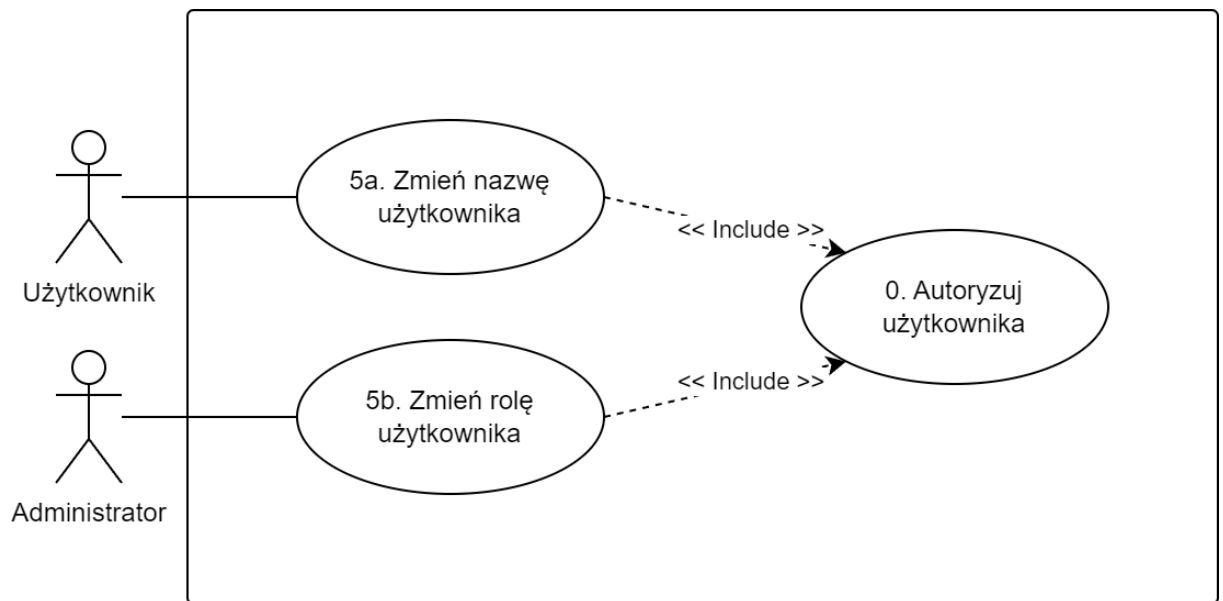 Użytkownik
5a. Zmień nazwę
użytkownika
<< Include >>
0. Autoryzuj
użytkownika
Administrator
5b. Zmień rolę
użytkownika
<< Include >>